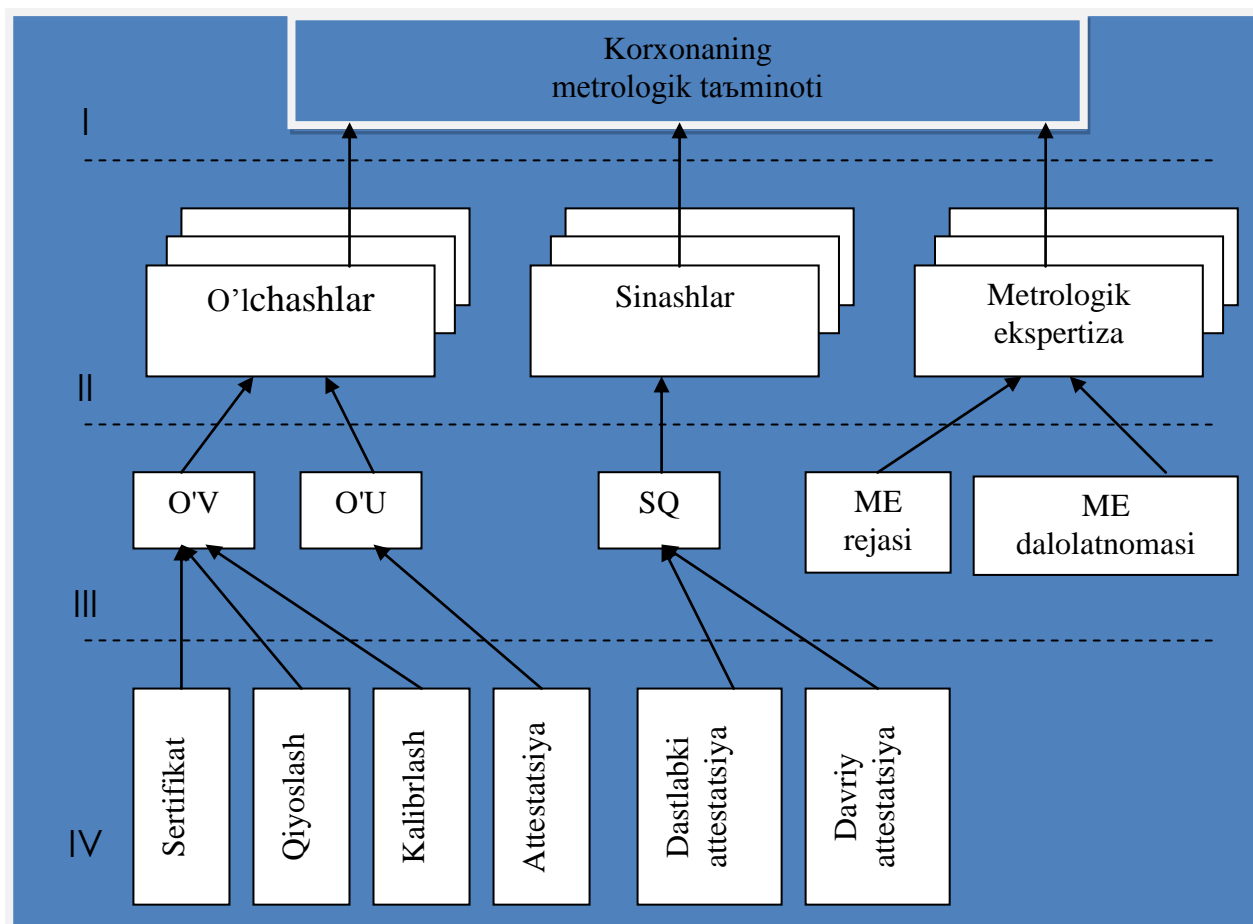 Korxonaning
metrologik taъminoti
I
O’lchashlar
Sinashlar
Metrologik
ekspertiza
II
O'V
O'U
SQ
ME
rejasi
ME
dalolatnomasi
III
Sertifikat
Qiyoslash
Kalibrlash
Attestatsiya
Dastlabki
attestatsiya
Davriy
attestatsiya
IV